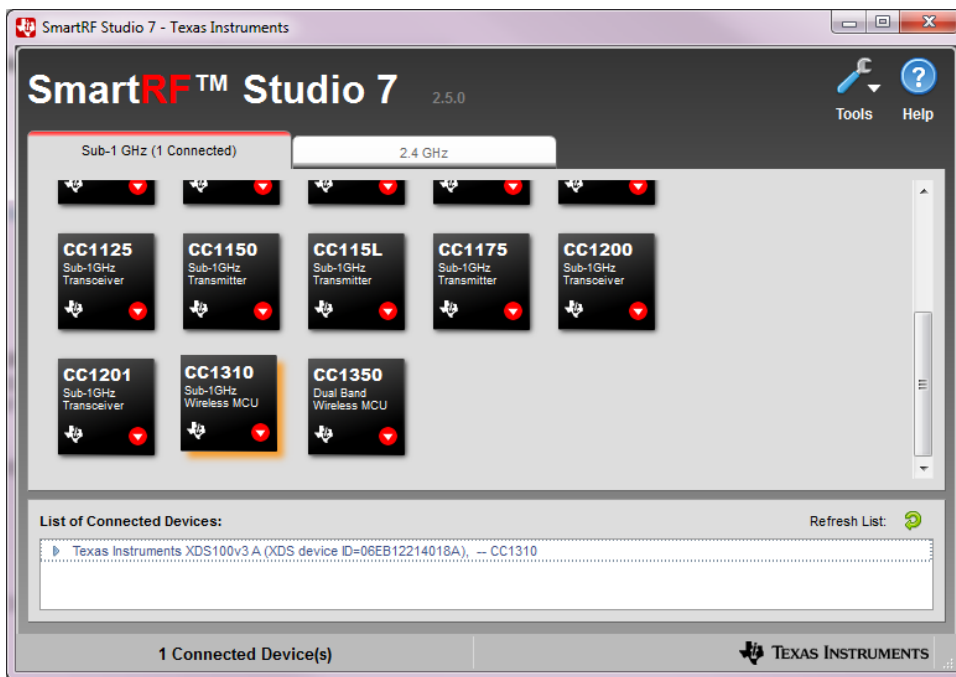 SmartRF Studio 7 - Texas Instruments
SmartRF™ Studio 7 2.5.0
Tools Help
Sub-1 GHz (1 Connected) 2.4 GHz
CC1125 CC1150 CC115L CC1175 CC1200
Sub-1GHz Sub-1GHz Sub-1GHz Sub-1GHz Sub-1GHz
Transceiver Transmitter Transmitter Transmitter Transceiver
CC1201 CC1310 CC1350
Sub-1GHz Sub-1GHz Dual Band
Transceiver Wireless MCU Wireless MCU
List of Connected Devices: Refresh List:
Texas Instruments XDS100v3 A (XDS device ID=06EB12214018A), -- CC1310
1 Connected Device(s) TEXAS INSTRUMENTS